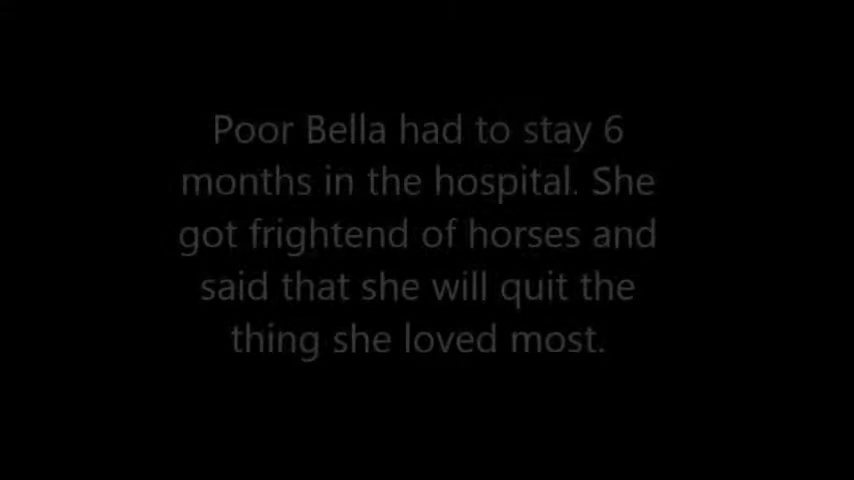 Poor Bella had to stay 6
months in the hospital. She
got frightend of horses and
said that she will quit the
thing she loved most.